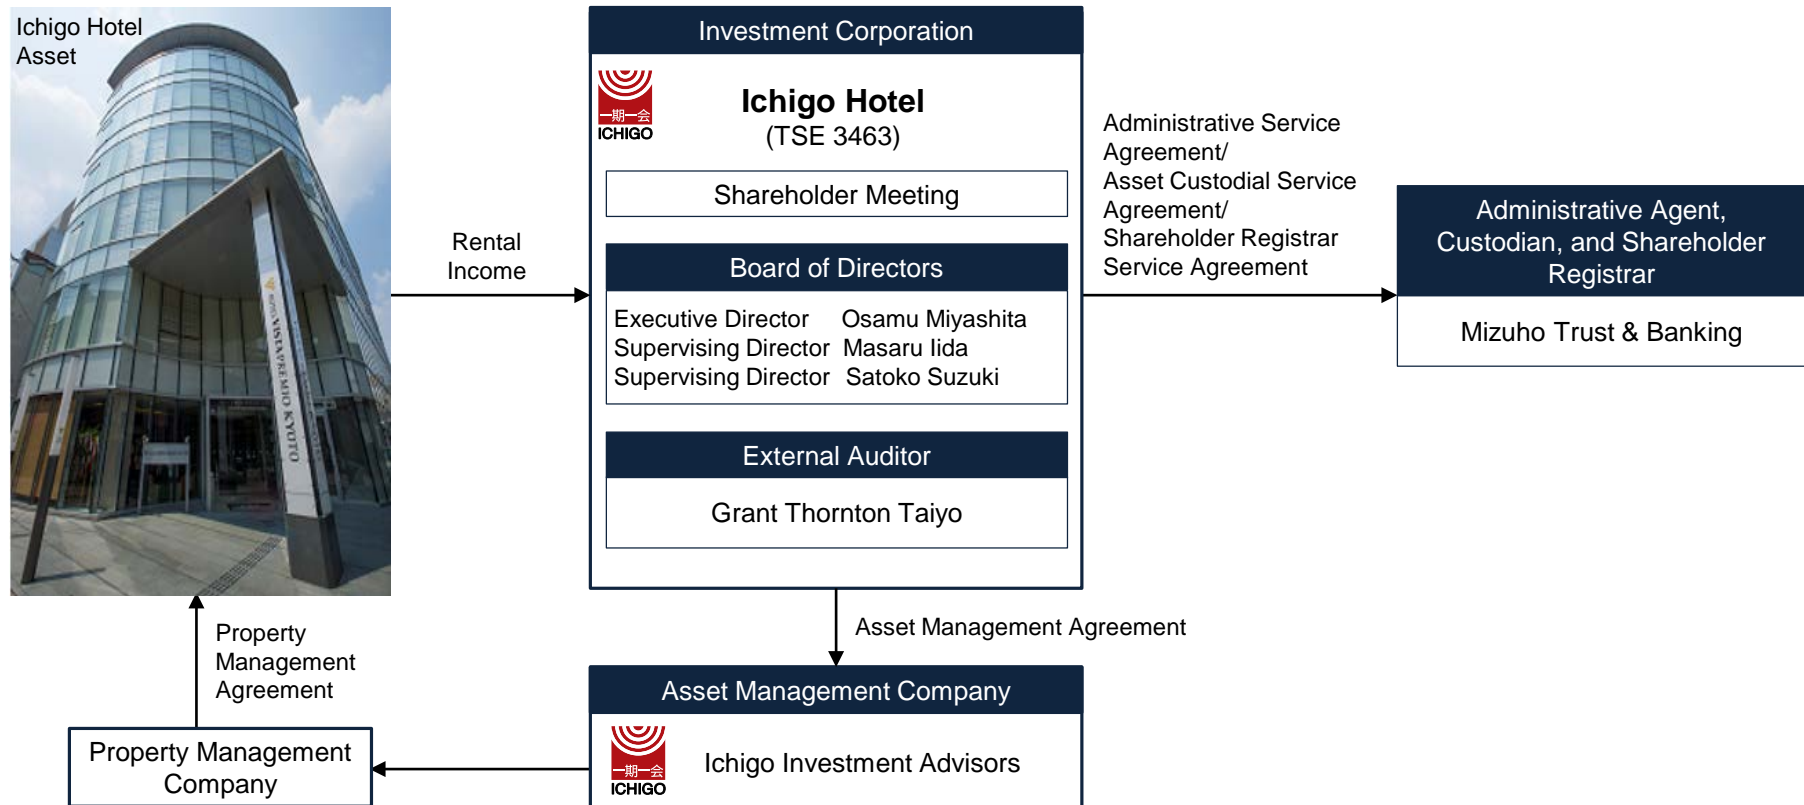 Ichigo Hotel
Asset
VISTA PREMIO KYOTO
Rental
Income
Property
Management
Agreement
Property Management
Company
Investment Corporation
一期一会
ICHIGO
Ichigo Hotel
(TSE 3463)
Shareholder Meeting
Board of Directors
Executive Director Osamu Miyashita
Supervising Director Masaru Iida
Supervising Director Satoko Suzuki
External Auditor
Grant Thornton Taiyo
Asset Management Agreement
Asset Management Company
一期一会
ICHIGO
Ichigo Investment Advisors
Administrative Service
Agreement/
Asset Custodial Service
Agreement/
Shareholder Registrar
Service Agreement
Administrative Agent,
Custodian, and Shareholder
Registrar
Mizuho Trust & Banking